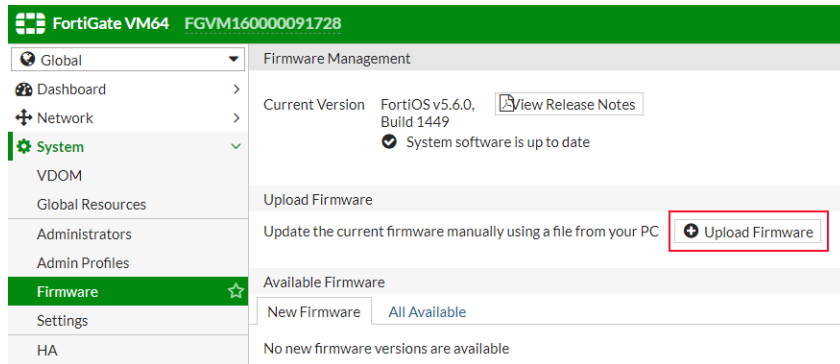 FortiGate VM64 FGVM160000091728
Global
Dashboard
Network
System
VDOM
Global Resources
Administrators
Admin Profiles
Firmware
Settings
HA
Firmware Management
Current Version FortiOS v5.6.0, View Release Notes
Build 1449
System software is up to date
Upload Firmware
Update the current firmware manually using a file from your PC Upload Firmware
Available Firmware
New Firmware All Available
No new firmware versions are available